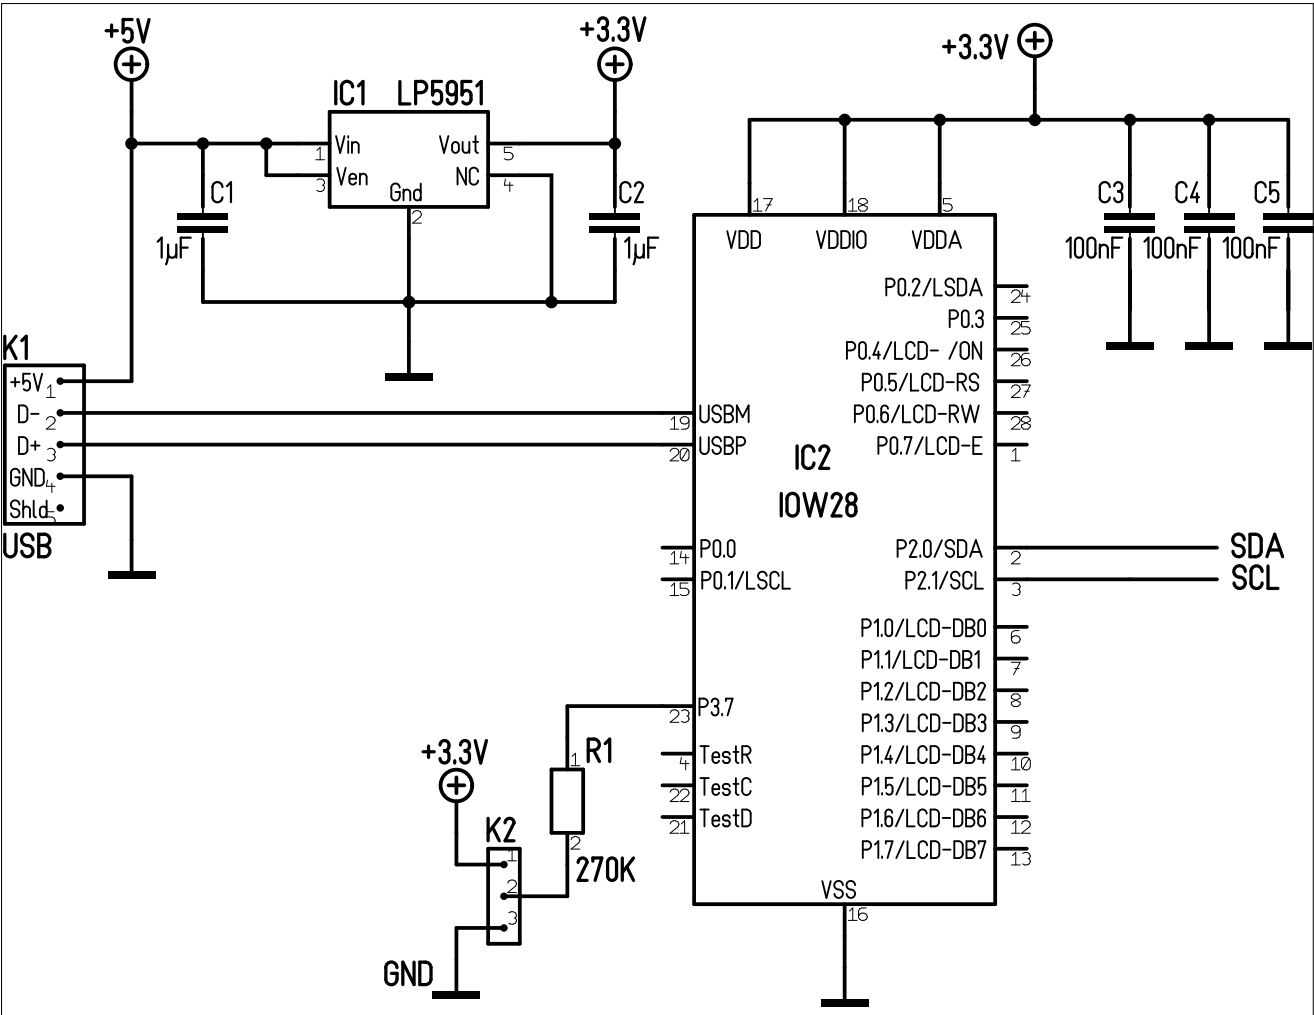 +5V
+3.3V
+3.3V
IC1 LP5951
1 Vin Vout 5
3 Ven NC 4
Gnd
2
C1
1µF
C2
1µF
C3
100nF
C4
100nF
C5
100nF
17 18 5
VDD VDDIO VDDA
P0.2/LSDA 24
P0.3 25
P0.4/LCD- /ON 26
P0.5/LCD-RS 27
P0.6/LCD-RW 28
P0.7/LCD-E 1
K1
+5V 1
D- 2
D+ 3
GND 4
Shld 5
USB
19 USBM
20 USBP
IC2
IOW28
14 P0.0
15 P0.1/LSCL
P2.0/SDA 2 SDA
P2.1/SCL 3 SCL
P1.0/LCD-DB0 6
P1.1/LCD-DB1 7
P1.2/LCD-DB2 8
P1.3/LCD-DB3 9
P1.4/LCD-DB4 10
P1.5/LCD-DB5 11
P1.6/LCD-DB6 12
P1.7/LCD-DB7 13
23 P3.7
4 TestR
22 TestC
21 TestD
+3.3V
1 R1
2
270K
K2
1
2
3
GND
VSS
16